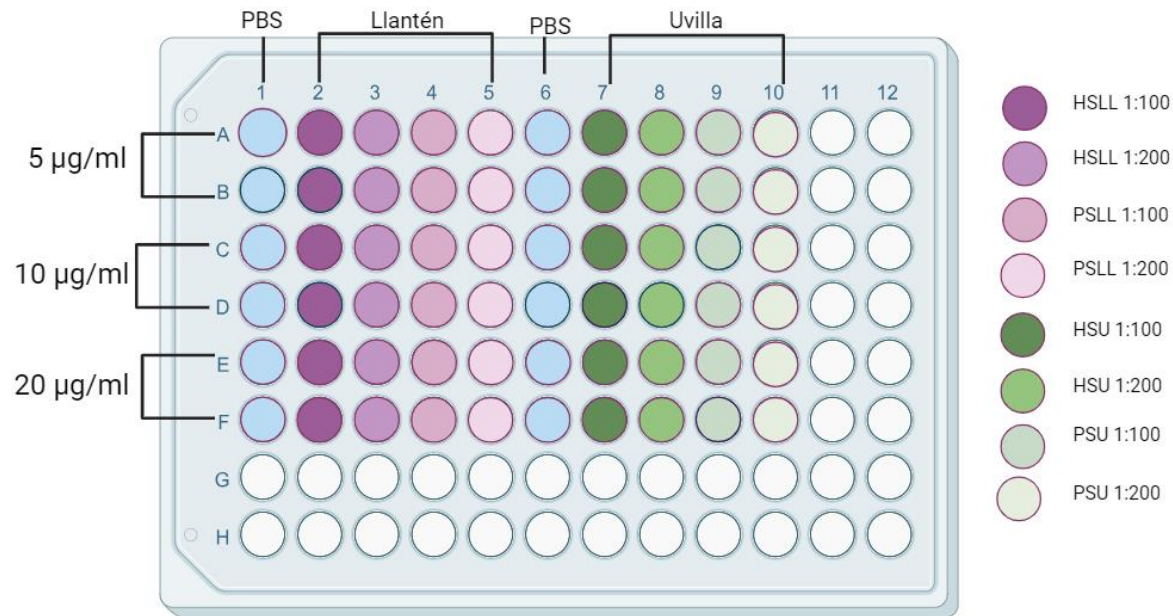 PBS
Llantén
PBS
Uvilla
1 2 3 4 5 6 7 8 9 10 11 12
A
B
C
D
E
F
G
H
5 µg/ml
10 µg/ml
20 µg/ml
HSLL 1:100
HSLL 1:200
PSLL 1:100
PSLL 1:200
HSU 1:100
HSU 1:200
PSU 1:100
PSU 1:200